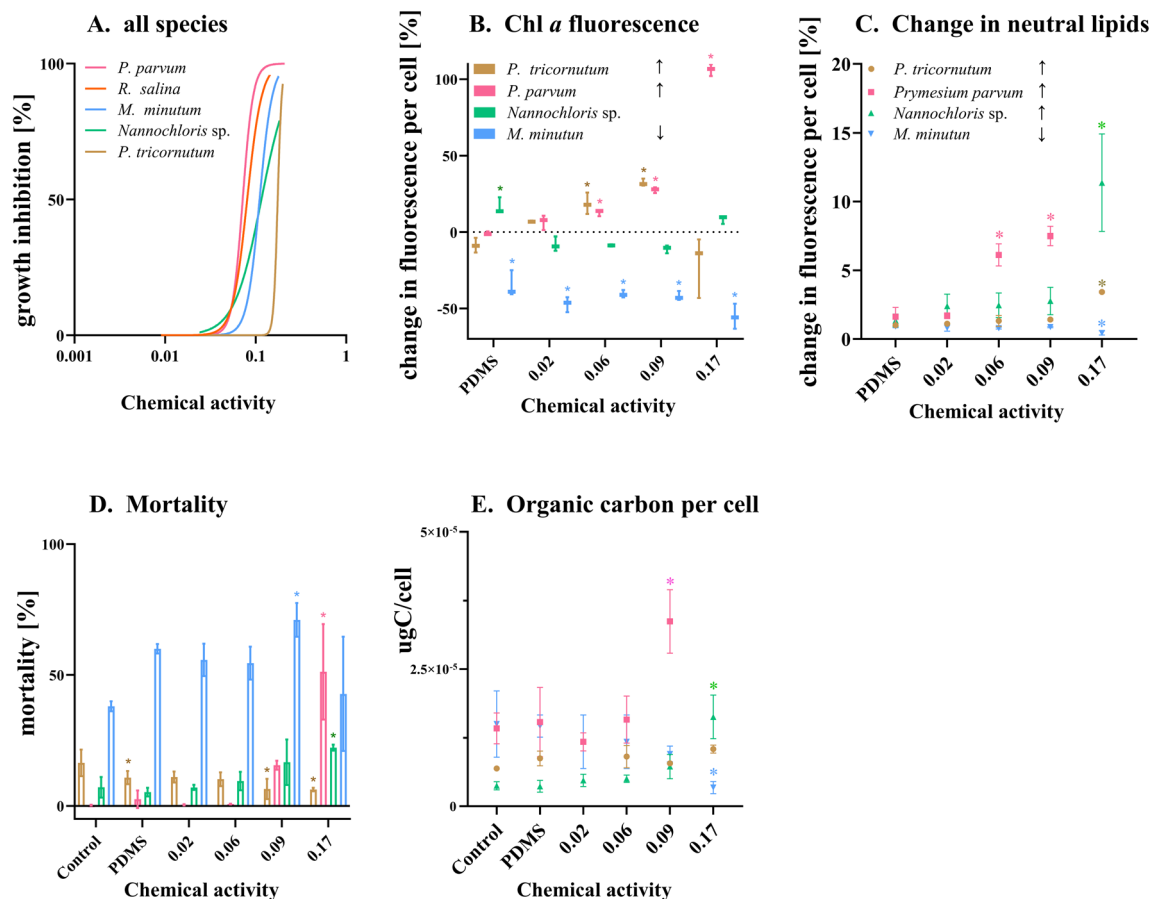 A. all species
growth inhibition [%]
100
50
0
P. parvum
R. salina
M. minutum
Nannochloris sp.
P. tricornutum
0.001
0.01
0.1
1
Chemical activity
B. Chl a fluorescence
change in fluorescence per cell [%]
100
50
0
-50
P. tricornutum ↑
P. parvum ↑
Nannochloris sp.
M. minutun ↓
* * * * * * * * * * *
PDMS
0.02
0.06
0.09
0.17
Chemical activity
C. Change in neutral lipids
change in fluorescence per cell [%]
20
15
10
5
0
P. tricornutum ↑
Prymesium parvum ↑
Nannochloris sp. ↑
M. minutun ↓
* * * * *
PDMS
0.02
0.06
0.09
0.17
Chemical activity
D. Mortality
mortality [%]
100
50
0
* * * * * *
Control
PDMS
0.02
0.06
0.09
0.17
Chemical activity
E. Organic carbon per cell
ugC/cell
5×10⁻⁵
2.5×10⁻⁵
0
* * *
Control
PDMS
0.02
0.06
0.09
0.17
Chemical activity